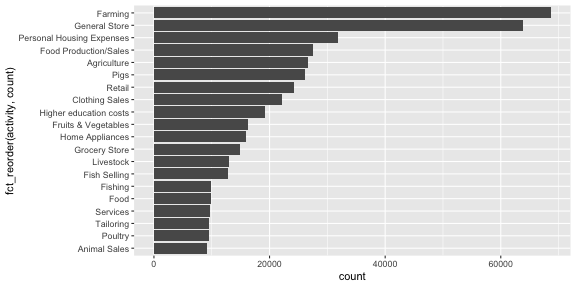 fct_reorder(activity, count)
Farming
General Store
Personal Housing Expenses
Food Production/Sales
Agriculture
Pigs
Retail
Clothing Sales
Higher education costs
Fruits & Vegetables
Home Appliances
Grocery Store
Livestock
Fish Selling
Fishing
Food
Services
Tailoring
Poultry
Animal Sales
0 20000 40000 60000
count